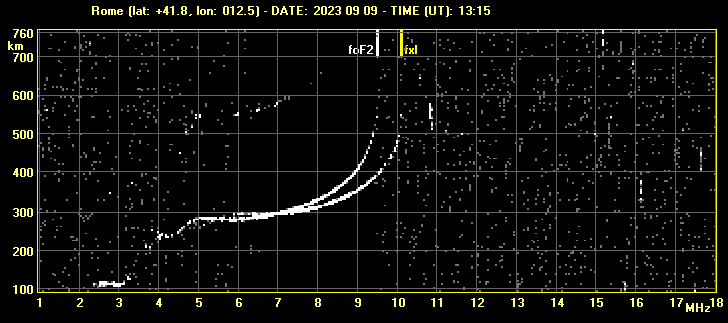 Rome (lat: +41.8, lon: 012.5) - DATE: 2023 09 09 - TIME (UT): 13:15
760
km
700
foF2 fxI
600
500
400
300
200
100
1 2 3 4 5 6 7 8 9 10 11 12 13 14 15 16 17 18
MHz